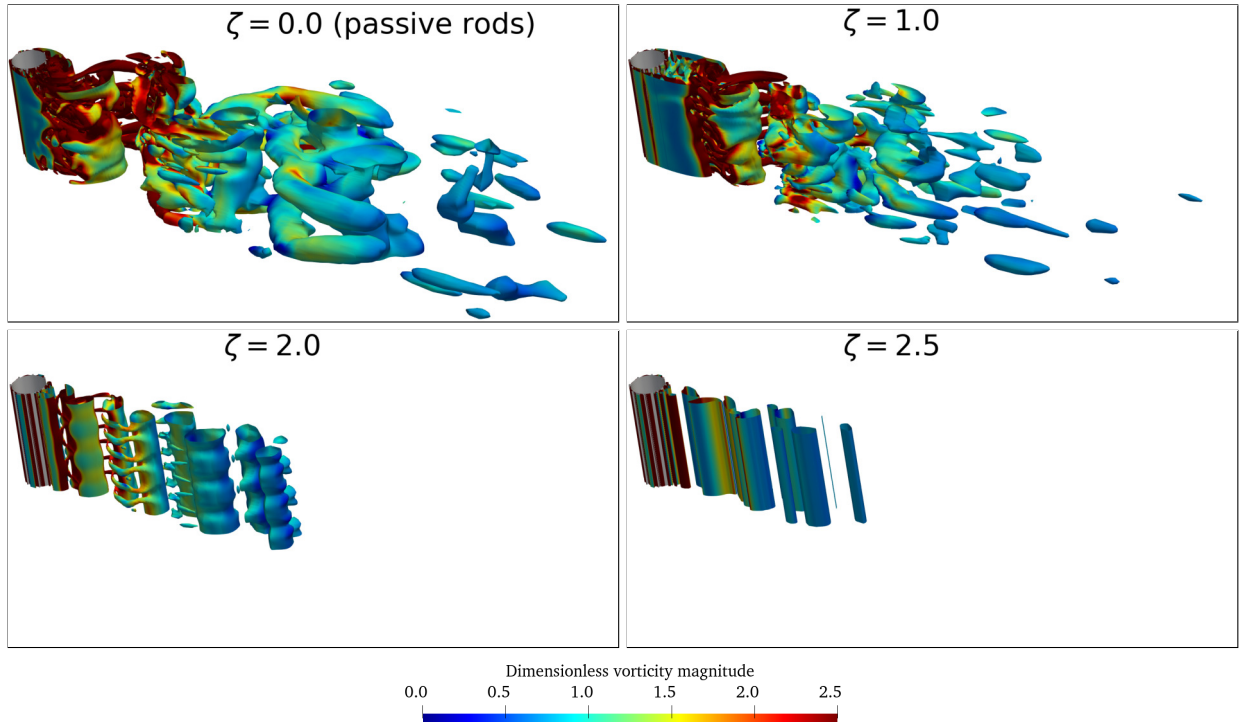 ζ = 0.0 (passive rods)
ζ = 1.0
ζ = 2.0
ζ = 2.5
Dimensionless vorticity magnitude
0.0 0.5 1.0 1.5 2.0 2.5